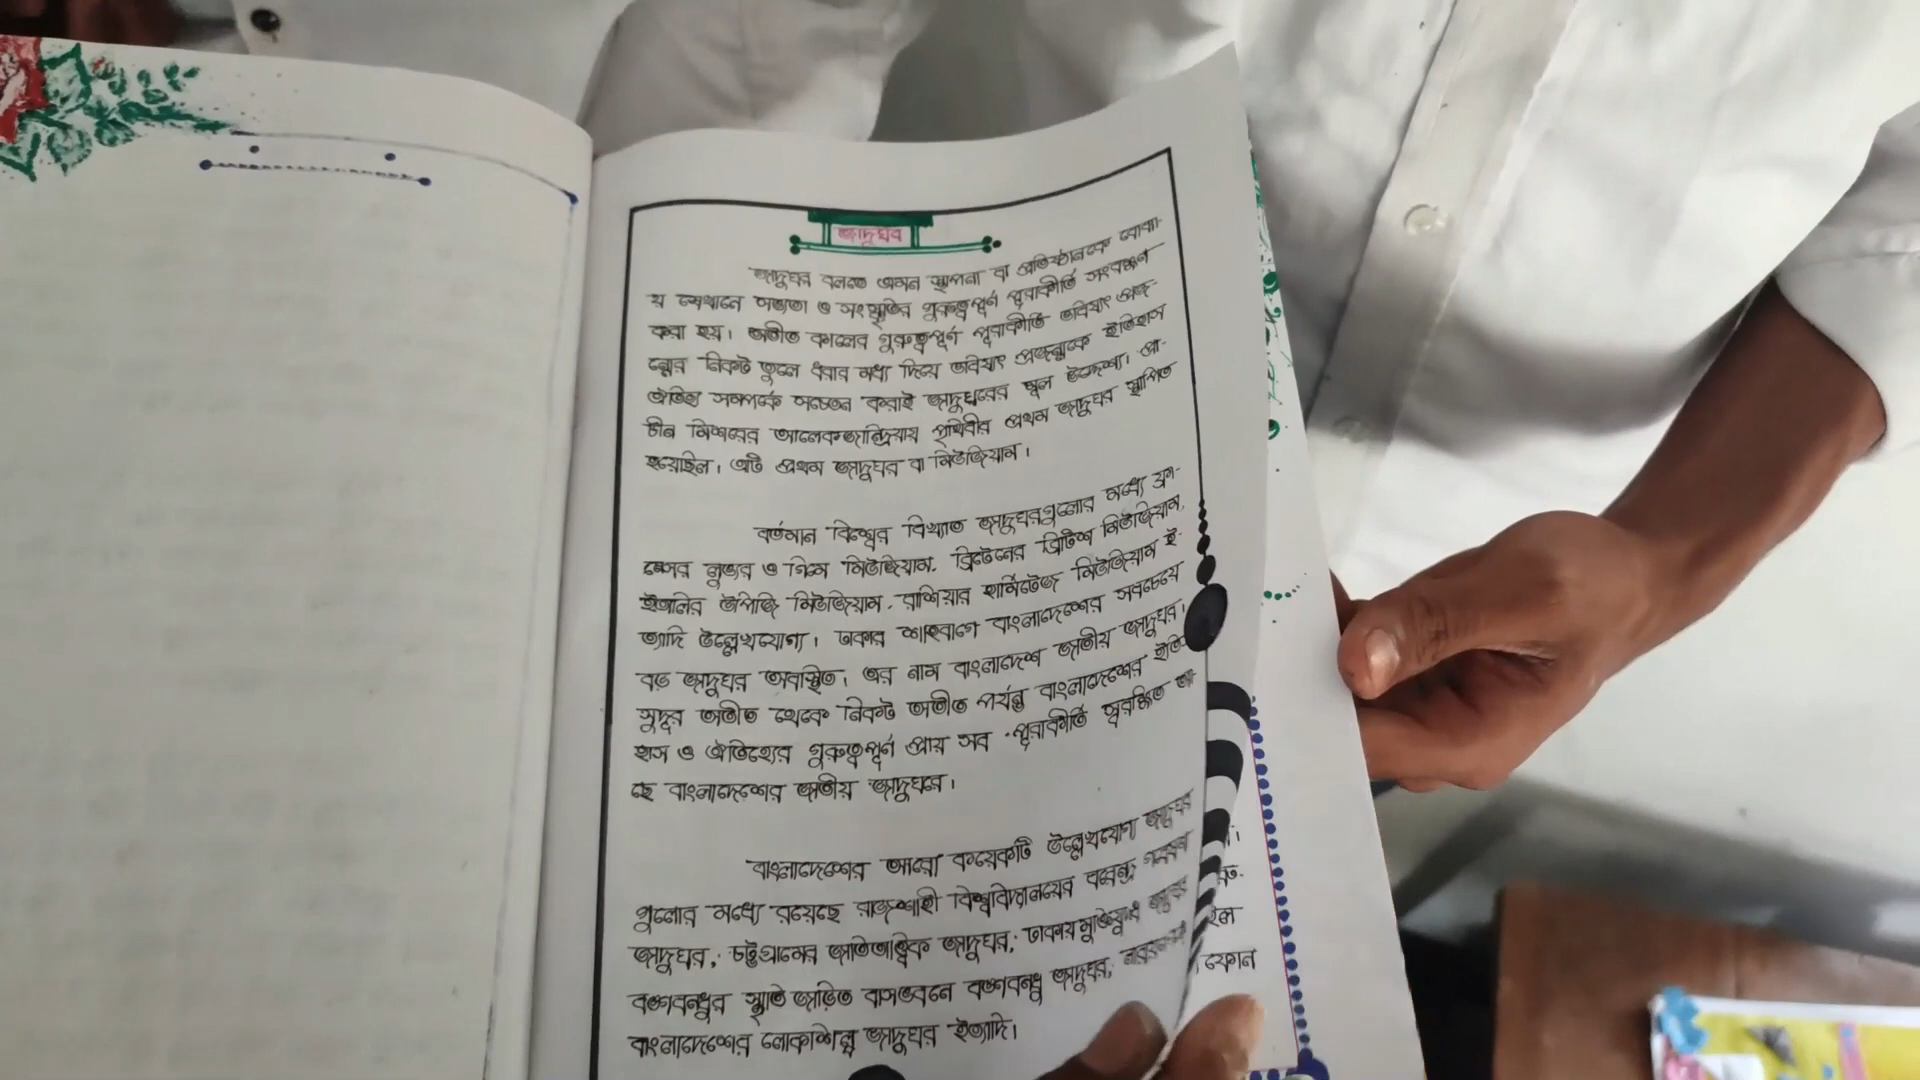 জাদুঘর
জাদুঘর বলতে এমন স্থাপনা বা প্রতিষ্ঠানকে বোঝা-
য় যেখানে সভ্যতা ও সংস্কৃতির গুরুত্বপূর্ণ পুরাকীর্তি সংরক্ষণ
করা হয়। অতীত কালের গুরুত্বপূর্ণ পুরাকীর্তি ভবিষ্যৎ প্রজ-
ন্মের নিকট তুলে ধরার মধ্য দিয়ে ভবিষ্যৎ প্রজন্মকে ইতিহাস
ঐতিহ্য সম্পর্কে সচেতন করাই জাদুঘরের মূল উদ্দেশ্য। প্রা-
চীন মিশরের আলেকজান্দ্রিয়ায় পৃথিবীর প্রথম জাদুঘর স্থাপিত
হয়েছিল। এটি প্রথম জাদুঘর বা মিউজিয়াম।
বর্তমান বিশ্বের বিখ্যাত জাদুঘরগুলোর মধ্যে ফ্রা-
ন্সের লুভর ও গিমে মিউজিয়াম, ব্রিটেনের ব্রিটিশ মিউজিয়াম,
ইতালির উফিজি মিউজিয়াম, রাশিয়ার হার্মিটেজ মিউজিয়াম ই-
ত্যাদি উল্লেখযোগ্য। ঢাকার শাহবাগে বাংলাদেশের সবচেয়ে
বড় জাদুঘর অবস্থিত। এর নাম বাংলাদেশ জাতীয় জাদুঘর।
সুদূর অতীত থেকে নিকট অতীত পর্যন্ত বাংলাদেশের ইতি-
হাস ও ঐতিহ্যের গুরুত্বপূর্ণ প্রায় সব পুরাকীর্তি সুরক্ষিত আ
ছে বাংলাদেশের জাতীয় জাদুঘরে।
বাংলাদেশের আরো কয়েকটি উল্লেখযোগ্য জাদুঘর
গুলোর মধ্যে রয়েছে রাজশাহী বিশ্ববিদ্যালয়ের বরেন্দ্র গবেষণা
জাদুঘর, চট্টগ্রামের জাতিতাত্ত্বিক জাদুঘর, ঢাকায় মুক্তিযুদ্ধ জাদুঘর
বঙ্গবন্ধুর স্মৃতি জড়িত বাসভবনে বঙ্গবন্ধু জাদুঘর,
বাংলাদেশের লোকশিল্প জাদুঘর ইত্যাদি।